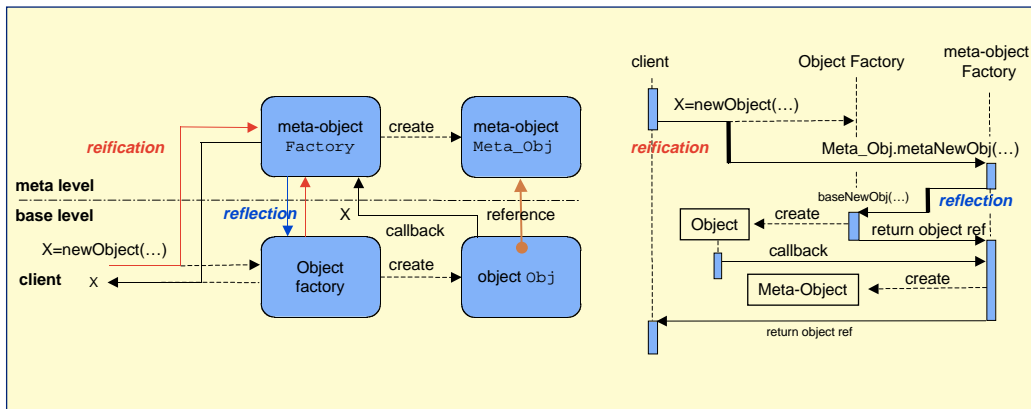 meta-object
Factory
create
meta-object
Meta_Obj
reification
meta level
base level
reflection
X
callback
reference
X=newObject(…)
client
X
Object
factory
create
object Obj
client
Object Factory
meta-object
Factory
X=newObject(…)
reification
Meta_Obj.metaNewObj(…)
baseNewObj(…)
reflection
Object
create
return object ref
callback
Meta-Object
create
return object ref